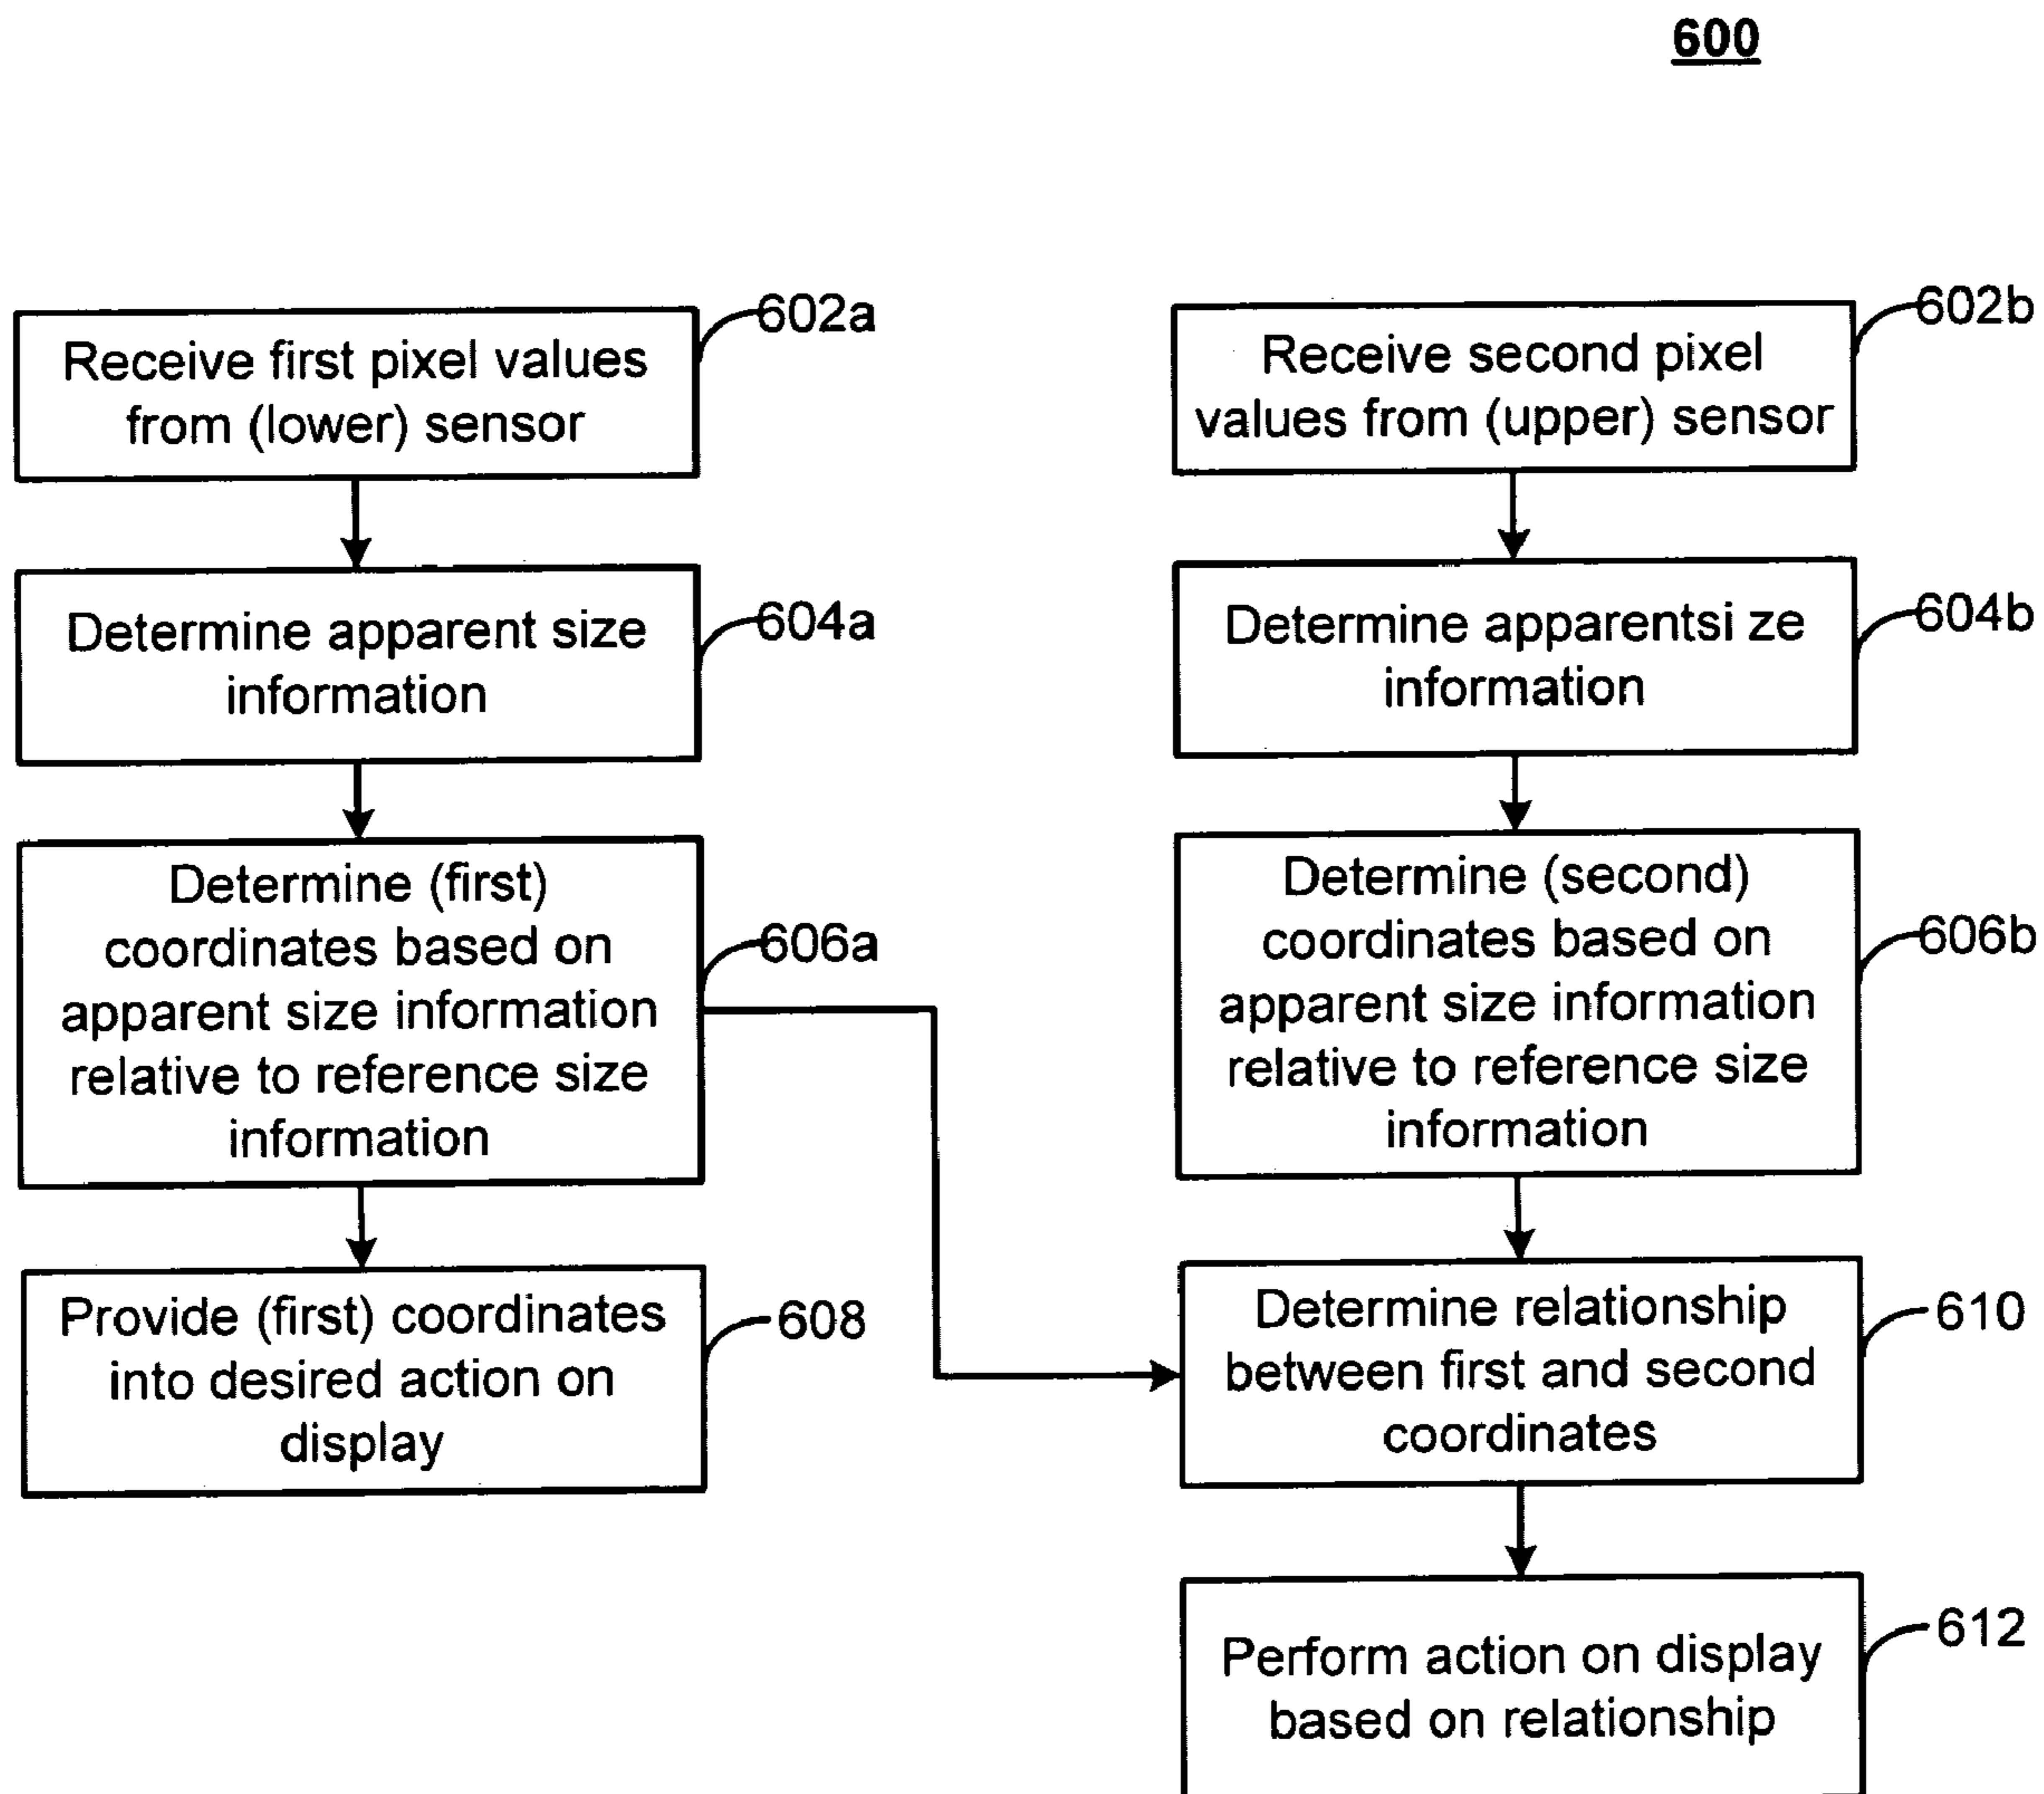 600
Receive first pixel values
from (lower) sensor
602a
Determine apparent size
information
604a
Determine (first)
coordinates based on
apparent size information
relative to reference size
information
606a
Provide (first) coordinates
into desired action on
display
608
Receive second pixel
values from (upper) sensor
602b
Determine apparentsi ze
information
604b
Determine (second)
coordinates based on
apparent size information
relative to reference size
information
606b
Determine relationship
between first and second
coordinates
610
Perform action on display
based on relationship
612